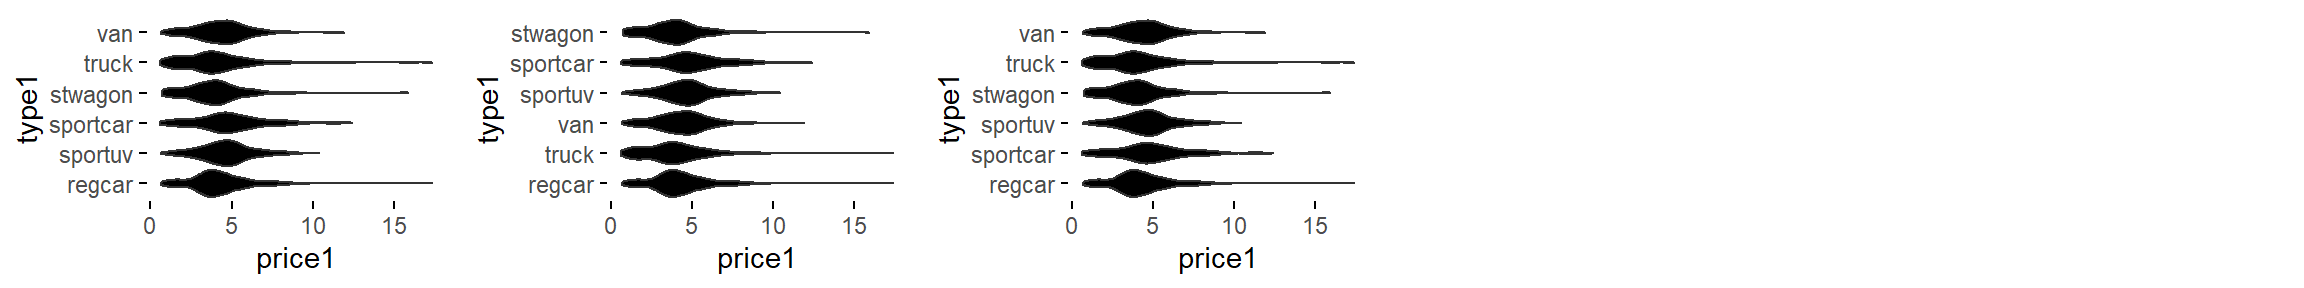 van
truck
stwagon
sportcar
sportuv
regcar
type1
0 5 10 15
price1
stwagon
sportcar
sportuv
van
truck
regcar
type1
0 5 10 15
price1
van
truck
stwagon
sportuv
sportcar
regcar
type1
0 5 10 15
price1